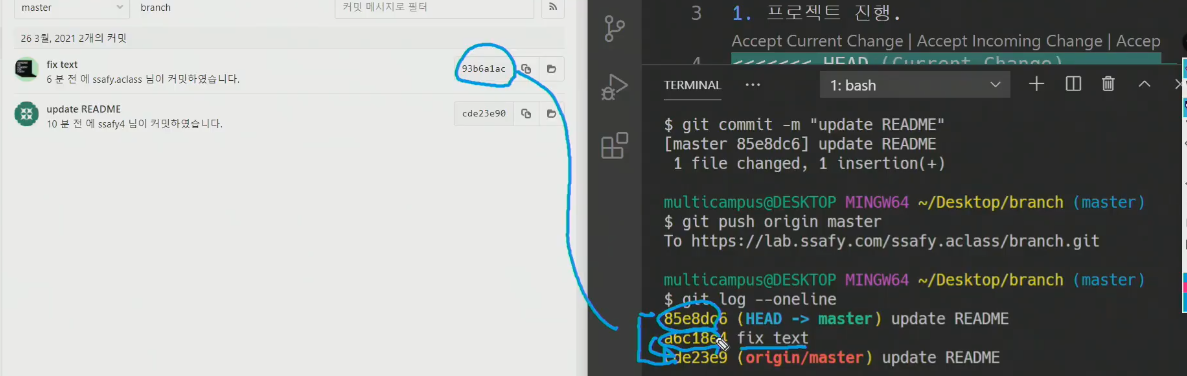 master
branch
커밋 메시지로 필터
26 3월, 2021 2개의 커밋
fix text
6 분 전에 ssafy.aclass 님이 커밋하였습니다.
93b6a1ac
update README
10 분 전에 ssafy4 님이 커밋하였습니다.
cde23e90
3 1. 프로젝트 진행.
Accept Current Change | Accept Incoming Change | Accep
4 <<<<<<< HEAD (Current Change)
TERMINAL ... 1: bash
$ git commit -m "update README"
[master 85e8dc6] update README
1 file changed, 1 insertion(+)
multicampus@DESKTOP MINGW64 ~/Desktop/branch (master)
$ git push origin master
To https://lab.ssafy.com/ssafy.aclass/branch.git
multicampus@DESKTOP MINGW64 ~/Desktop/branch (master)
$ git log --oneline
85e8dc6 (HEAD -> master) update README
a6c18e4 fix text
cde23e9 (origin/master) update README